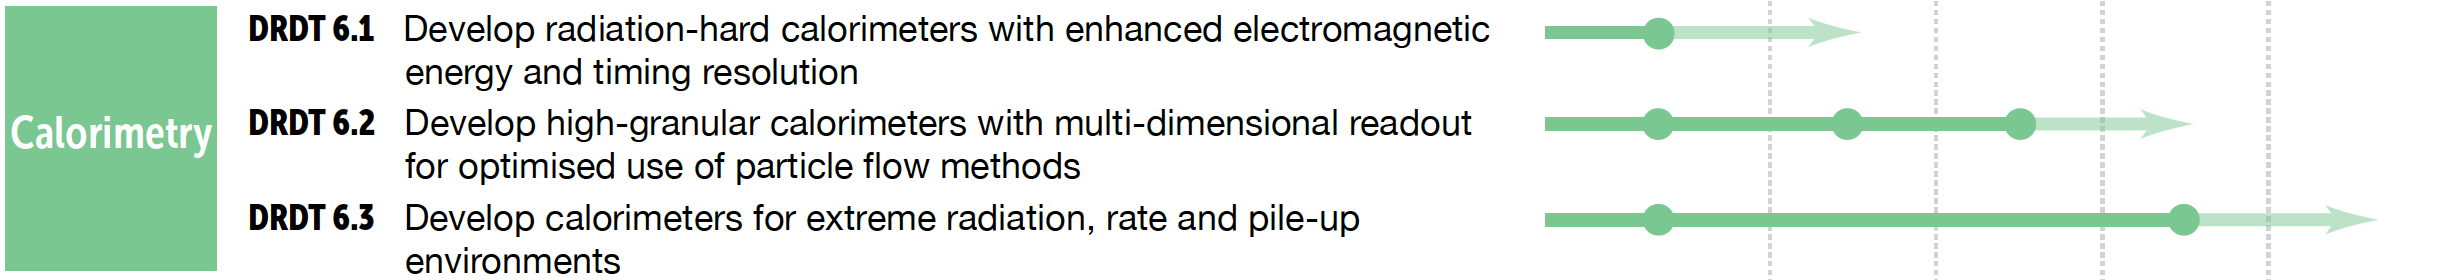 Calorimetry
DRDT 6.1 Develop radiation-hard calorimeters with enhanced electromagnetic
energy and timing resolution
DRDT 6.2 Develop high-granular calorimeters with multi-dimensional readout
for optimised use of particle flow methods
DRDT 6.3 Develop calorimeters for extreme radiation, rate and pile-up
environments